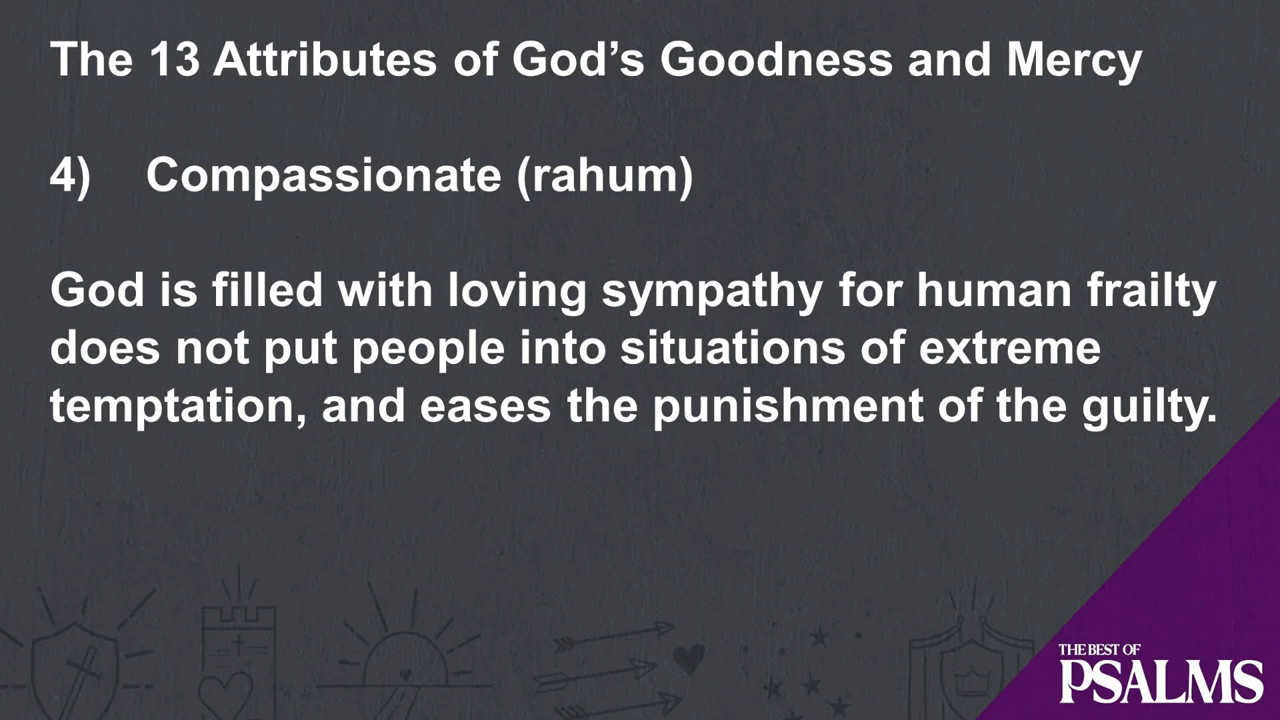 The 13 Attributes of God’s Goodness and Mercy
4) Compassionate (rahum)
God is filled with loving sympathy for human frailty
does not put people into situations of extreme
temptation, and eases the punishment of the guilty.
THE BEST OF
PSALMS